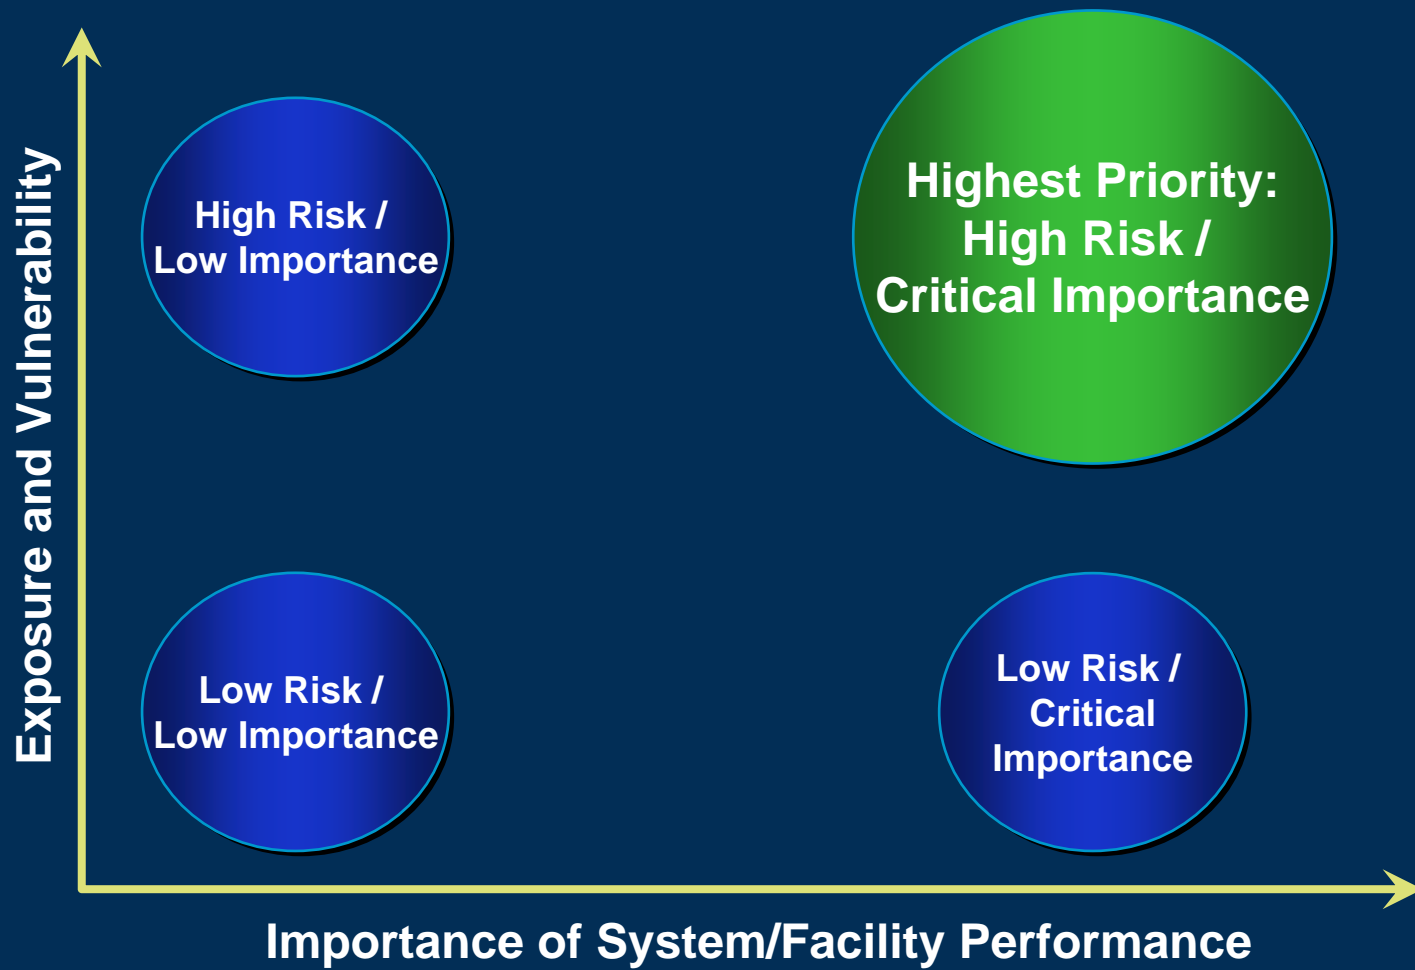 Exposure and Vulnerability
High Risk /
Low Importance
Highest Priority:
High Risk /
Critical Importance
Low Risk /
Low Importance
Low Risk /
Critical
Importance
Importance of System/Facility Performance